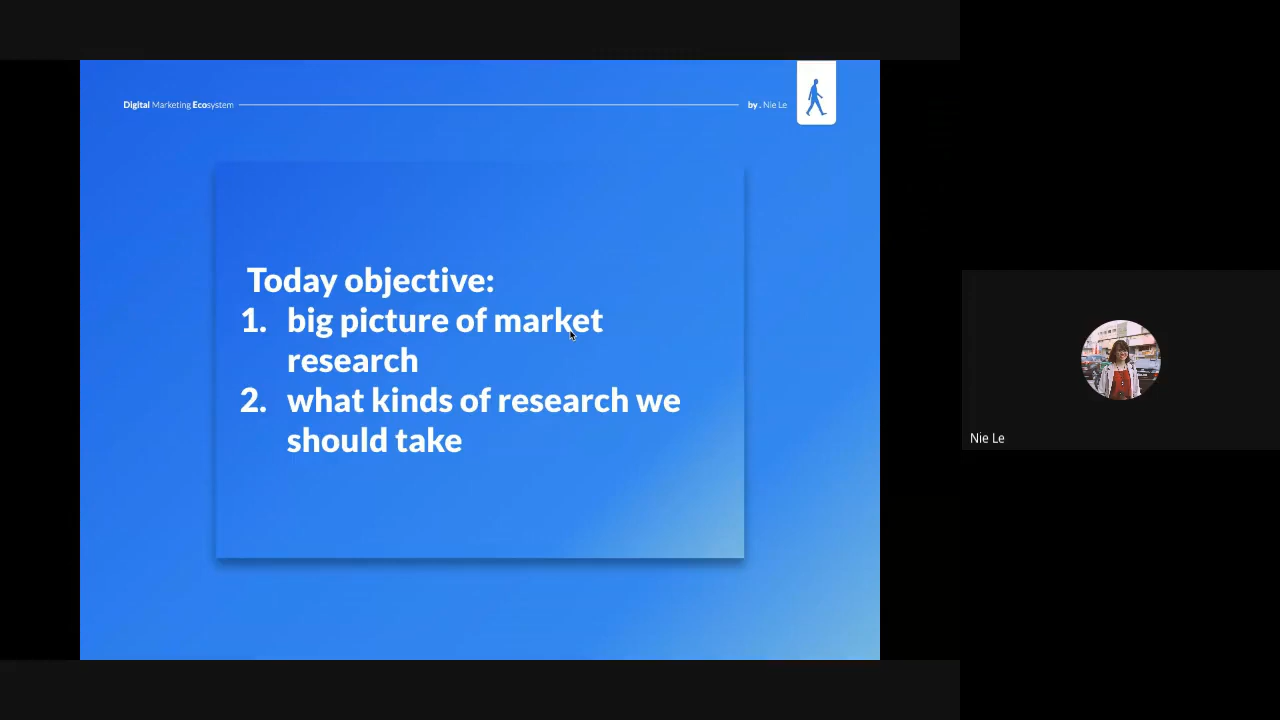 Digital Marketing Ecosystem
by . Nie Le
Today objective:
1. big picture of market
research
2. what kinds of research we
should take
Nie Le